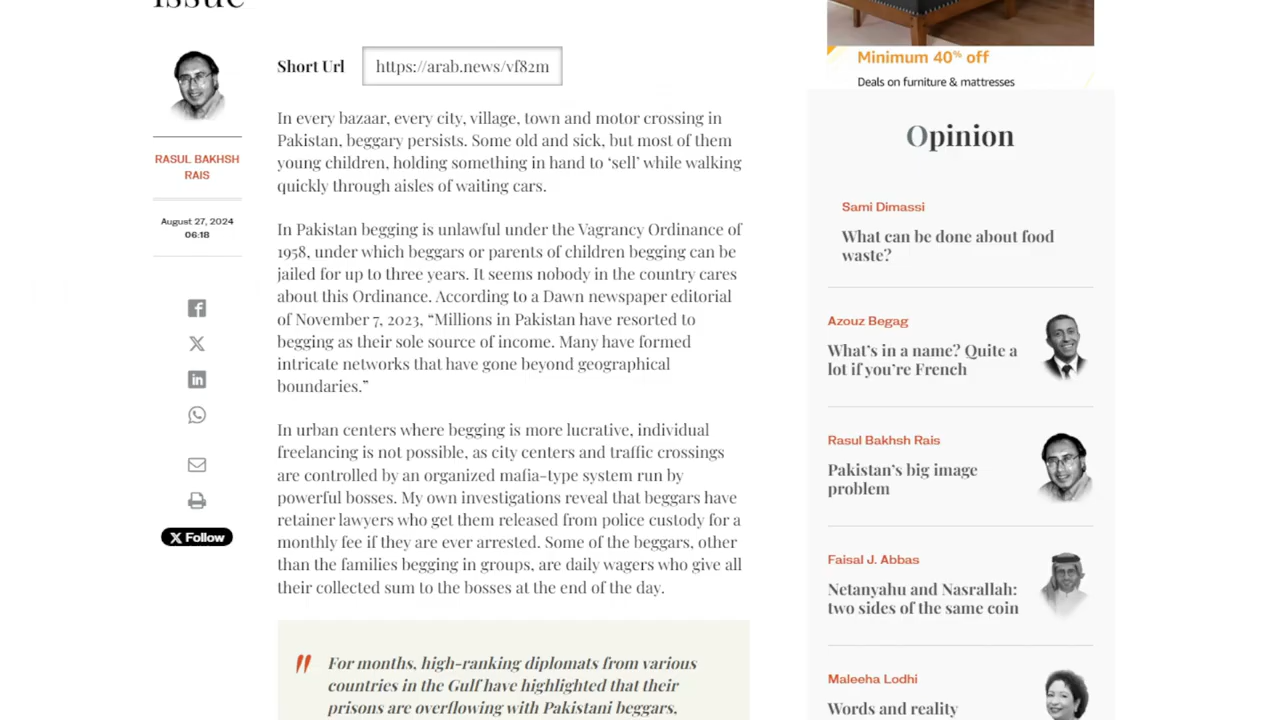 Issue
RASUL BAKHSH
RAIS
August 27, 2024
06:18
X Follow
Short Url https://arab.news/vf82m
In every bazaar, every city, village, town and motor crossing in
Pakistan, beggary persists. Some old and sick, but most of them
young children, holding something in hand to ‘sell’ while walking
quickly through aisles of waiting cars.
In Pakistan begging is unlawful under the Vagrancy Ordinance of
1958, under which beggars or parents of children begging can be
jailed for up to three years. It seems nobody in the country cares
about this Ordinance. According to a Dawn newspaper editorial
of November 7, 2023, “Millions in Pakistan have resorted to
begging as their sole source of income. Many have formed
intricate networks that have gone beyond geographical
boundaries.”
In urban centers where begging is more lucrative, individual
freelancing is not possible, as city centers and traffic crossings
are controlled by an organized mafia-type system run by
powerful bosses. My own investigations reveal that beggars have
retainer lawyers who get them released from police custody for a
monthly fee if they are ever arrested. Some of the beggars, other
than the families begging in groups, are daily wagers who give all
their collected sum to the bosses at the end of the day.
" For months, high-ranking diplomats from various
countries in the Gulf have highlighted that their
prisons are overflowing with Pakistani beggars,
Minimum 40% off
Deals on furniture & mattresses
Opinion
Sami Dimassi
What can be done about food
waste?
Azouz Begag
What’s in a name? Quite a
lot if you’re French
Rasul Bakhsh Rais
Pakistan’s big image
problem
Faisal J. Abbas
Netanyahu and Nasrallah:
two sides of the same coin
Maleeha Lodhi
Words and reality